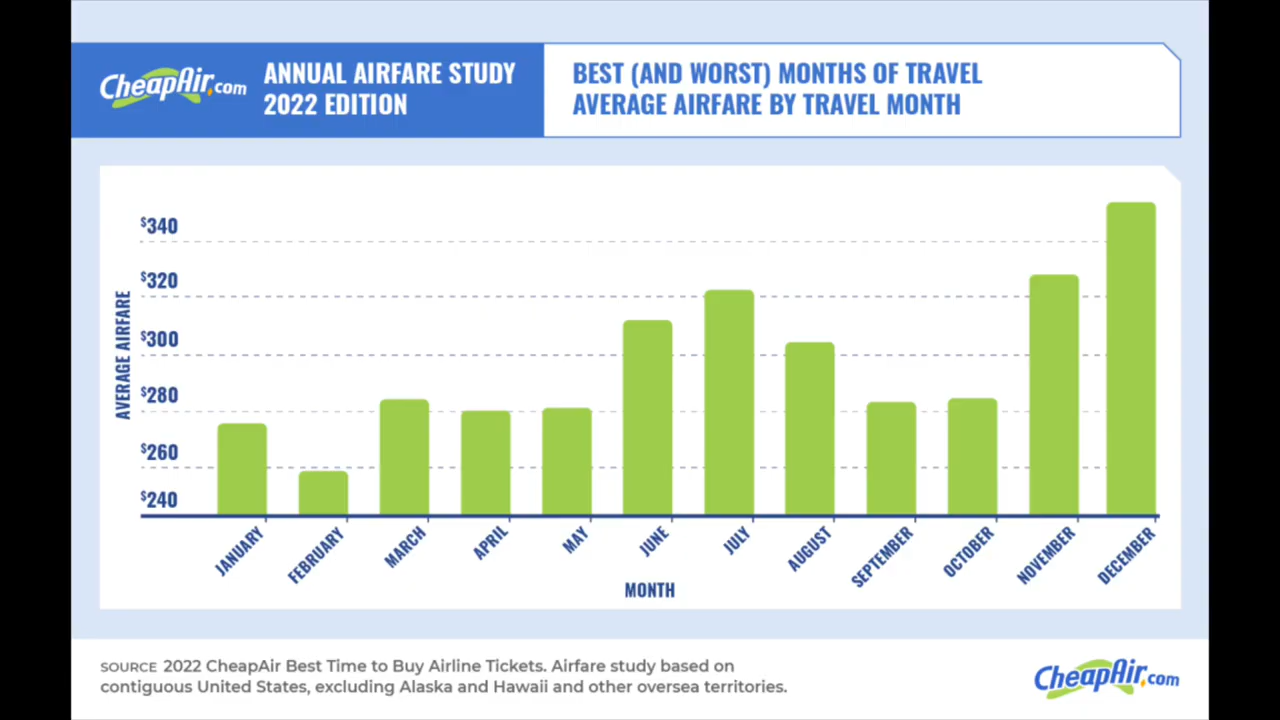 CheapAir.com
ANNUAL AIRFARE STUDY
2022 EDITION
BEST (AND WORST) MONTHS OF TRAVEL
AVERAGE AIRFARE BY TRAVEL MONTH
AVERAGE AIRFARE
$340
$320
$300
$280
$260
$240
JANUARY
FEBRUARY
MARCH
APRIL
MAY
JUNE
JULY
AUGUST
SEPTEMBER
OCTOBER
NOVEMBER
DECEMBER
MONTH
SOURCE 2022 CheapAir Best Time to Buy Airline Tickets. Airfare study based on
contiguous United States, excluding Alaska and Hawaii and other oversea territories.
CheapAir.com